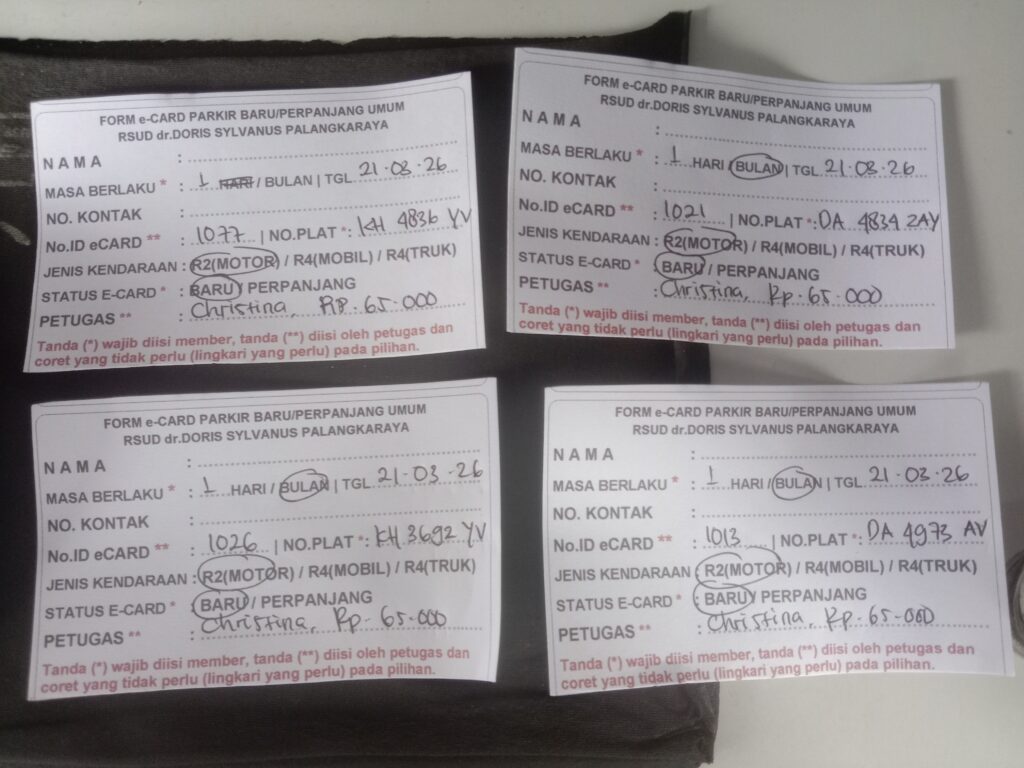 FORM e-CARD PARKIR BARU/PERPANJANG UMUM
RSUD dr.DORIS SYLVANUS PALANGKARAYA
N A M A :
MASA BERLAKU * : 1 HARI / BULAN | TGL 21-03-26
NO. KONTAK :
No.ID eCARD ** : 1077 | NO.PLAT *: KH 4836 YV
JENIS KENDARAAN : R2(MOTOR) / R4(MOBIL) / R4(TRUK)
STATUS E-CARD * : BARU / PERPANJANG
PETUGAS ** : Christina, Rp. 65.000
Tanda (*) wajib diisi member, tanda (**) diisi oleh petugas dan
coret yang tidak perlu (lingkari yang perlu) pada pilihan.
FORM e-CARD PARKIR BARU/PERPANJANG UMUM
RSUD dr.DORIS SYLVANUS PALANGKARAYA
N A M A :
MASA BERLAKU * : 1 HARI / BULAN | TGL 21-03-26
NO. KONTAK :
No.ID eCARD ** : 1021 | NO.PLAT *: DA 4834 ZAY
JENIS KENDARAAN : R2(MOTOR) / R4(MOBIL) / R4(TRUK)
STATUS E-CARD * : BARU / PERPANJANG
PETUGAS ** : Christina, Rp. 65.000
Tanda (*) wajib diisi member, tanda (**) diisi oleh petugas dan
coret yang tidak perlu (lingkari yang perlu) pada pilihan.
FORM e-CARD PARKIR BARU/PERPANJANG UMUM
RSUD dr.DORIS SYLVANUS PALANGKARAYA
N A M A :
MASA BERLAKU * : 1 HARI / BULAN | TGL 21-03-26
NO. KONTAK :
No.ID eCARD ** : 1026 | NO.PLAT *: KH 3692 YV
JENIS KENDARAAN : R2(MOTOR) / R4(MOBIL) / R4(TRUK)
STATUS E-CARD * : BARU / PERPANJANG
PETUGAS ** : Christina, Rp. 65.000
Tanda (*) wajib diisi member, tanda (**) diisi oleh petugas dan
coret yang tidak perlu (lingkari yang perlu) pada pilihan.
FORM e-CARD PARKIR BARU/PERPANJANG UMUM
RSUD dr.DORIS SYLVANUS PALANGKARAYA
N A M A :
MASA BERLAKU * : 1 HARI / BULAN | TGL 21-03-26
NO. KONTAK :
No.ID eCARD ** : 1013 | NO.PLAT *: DA 4973 AV
JENIS KENDARAAN : R2(MOTOR) / R4(MOBIL) / R4(TRUK)
STATUS E-CARD * : BARU / PERPANJANG
PETUGAS ** : Christina, Rp. 65.000
Tanda (*) wajib diisi member, tanda (**) diisi oleh petugas dan
coret yang tidak perlu (lingkari yang perlu) pada pilihan.